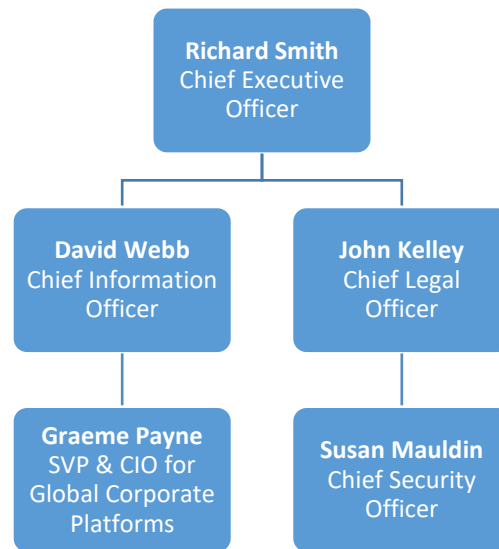 Richard Smith
Chief Executive
Officer
David Webb
Chief Information
Officer
John Kelley
Chief Legal
Officer
Graeme Payne
SVP & CIO for
Global Corporate
Platforms
Susan Mauldin
Chief Security
Officer